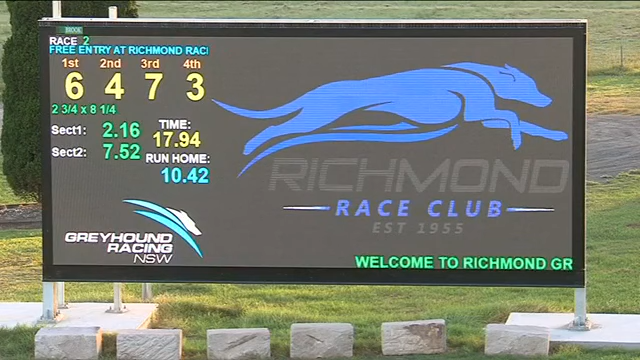 RACE 2
FREE ENTRY AT RICHMOND RAC
1st 2nd 3rd 4th
6 4 7 3
2 3/4 x 8 1/4
Sect1: 2.16
TIME:
17.94
Sect2: 7.52
RUN HOME:
10.42
RICHMOND
RACE CLUB
EST 1955
GREYHOUND
RACING
NSW
WELCOME TO RICHMOND GR